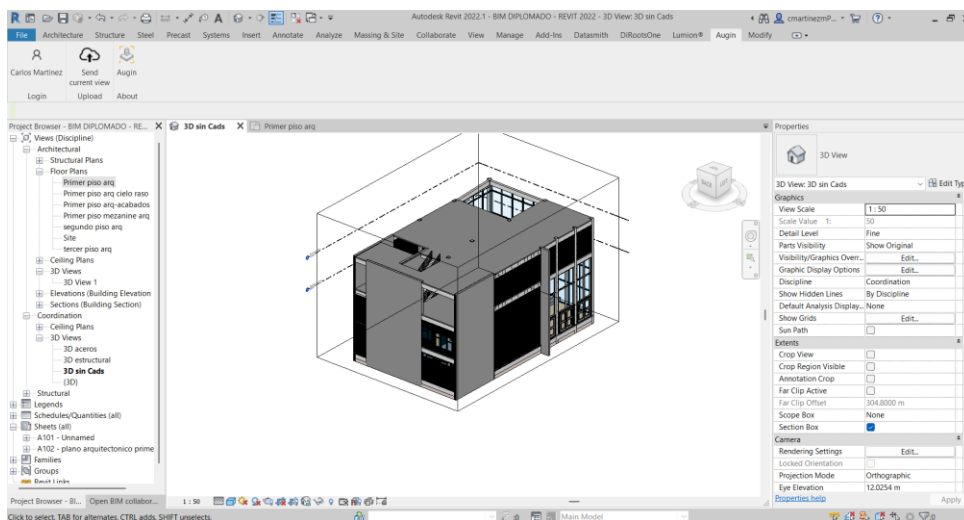 Autodesk Revit 2022.1 - BIM DIPLOMADO - REVIT 2022 - 3D View: 3D sin Cads
cmartinezmP...
File Architecture Structure Steel Precast Systems Insert Annotate Analyze Massing & Site Collaborate View Manage Add-Ins Datasmith DiRootsOne Lumion® Augin Modify
Carlos Martinez
Send current view
Augin
Login Upload About
Project Browser - BIM DIPLOMADO - RE...
3D sin Cads
Primer piso arq
Views (Discipline)
Architectural
Structural Plans
Floor Plans
Primer piso arq
Primer piso arq cielo raso
Primer piso arq-acabados
Primer piso mezanine arq
segundo piso arq
Site
tercer piso arq
Ceiling Plans
3D Views
3D View 1
Elevations (Building Elevation
Sections (Building Section)
Coordination
Ceiling Plans
3D Views
3D aceros
3D estructural
3D sin Cads
(3D)
Structural
Legends
Schedules/Quantities (all)
Sheets (all)
A101 - Unnamed
A102 - plano arquitectonico prime
Families
Groups
Revit Links
Project Browser - BI...
Open BIM collabor...
BACK LEFT
1 : 50
Properties
3D View
3D View: 3D sin Cads
Edit Typ
Graphics
View Scale 1 : 50
Scale Value 1: 50
Detail Level Fine
Parts Visibility Show Original
Visibility/Graphics Overr... Edit...
Graphic Display Options Edit...
Discipline Coordination
Show Hidden Lines By Discipline
Default Analysis Display... None
Show Grids Edit...
Sun Path
Extents
Crop View
Crop Region Visible
Annotation Crop
Far Clip Active
Far Clip Offset 304.8000 m
Scope Box None
Section Box
Camera
Rendering Settings Edit...
Locked Orientation
Projection Mode Orthographic
Eye Elevation 12.0254 m
Properties help
Apply
Click to select, TAB for alternates, CTRL adds, SHIFT unselects.
:0
Main Model
:0